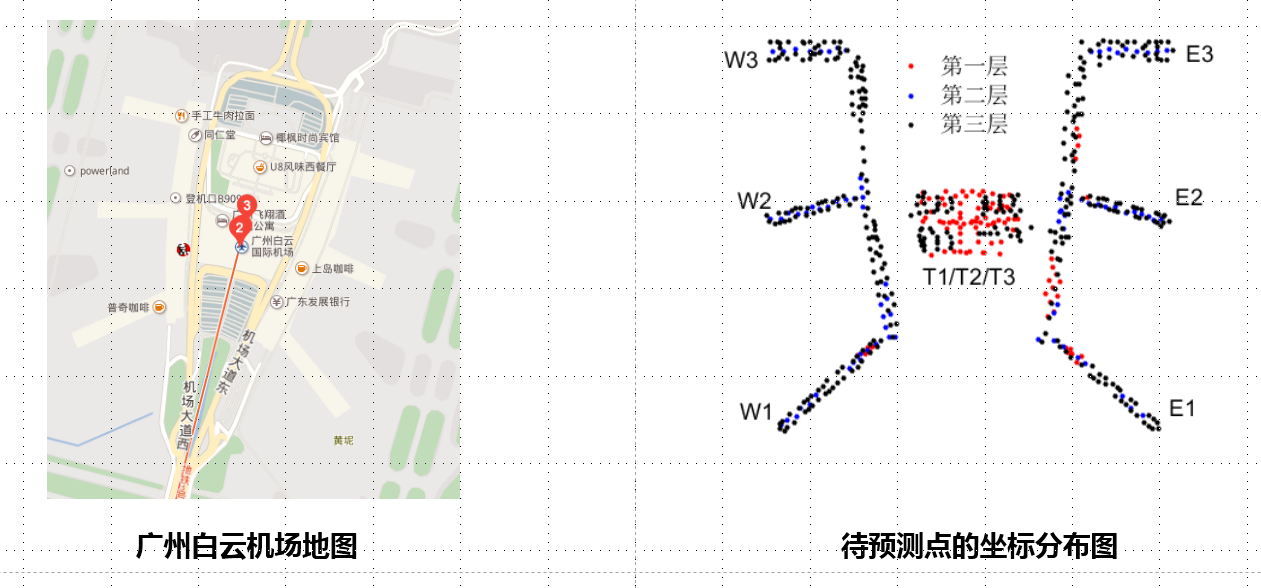 手工牛肉拉面
同仁堂
椰枫时尚宾馆
U8风味西餐厅
powerland
登机口B909
3
飞翔酒
公寓
2
广州白云
国际机场
上岛咖啡
普奇咖啡
广东发展银行
机场大道东
机场大道西
黄坭
广州白云机场地图
W3
E3
第一层
第二层
第三层
W2
E2
T1/T2/T3
W1
E1
待预测点的坐标分布图